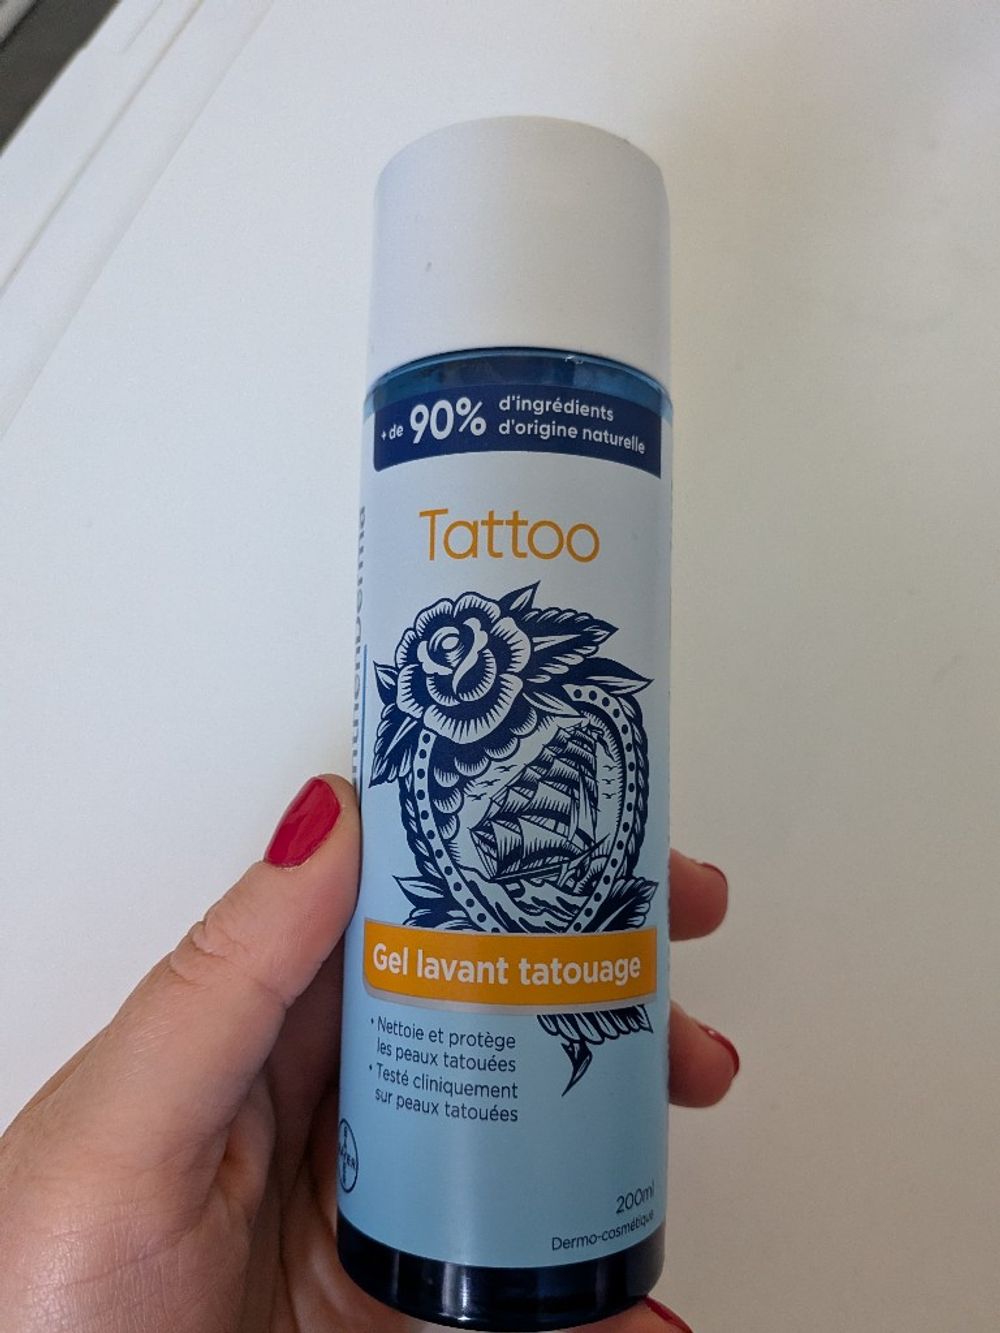 + de 90% d'ingrédients
d'origine naturelle
Tattoo
Gel lavant tatouage
• Nettoie et protège
les peaux tatouées
• Testé cliniquement
sur peaux tatouées
200ml
Dermo-cosmétique